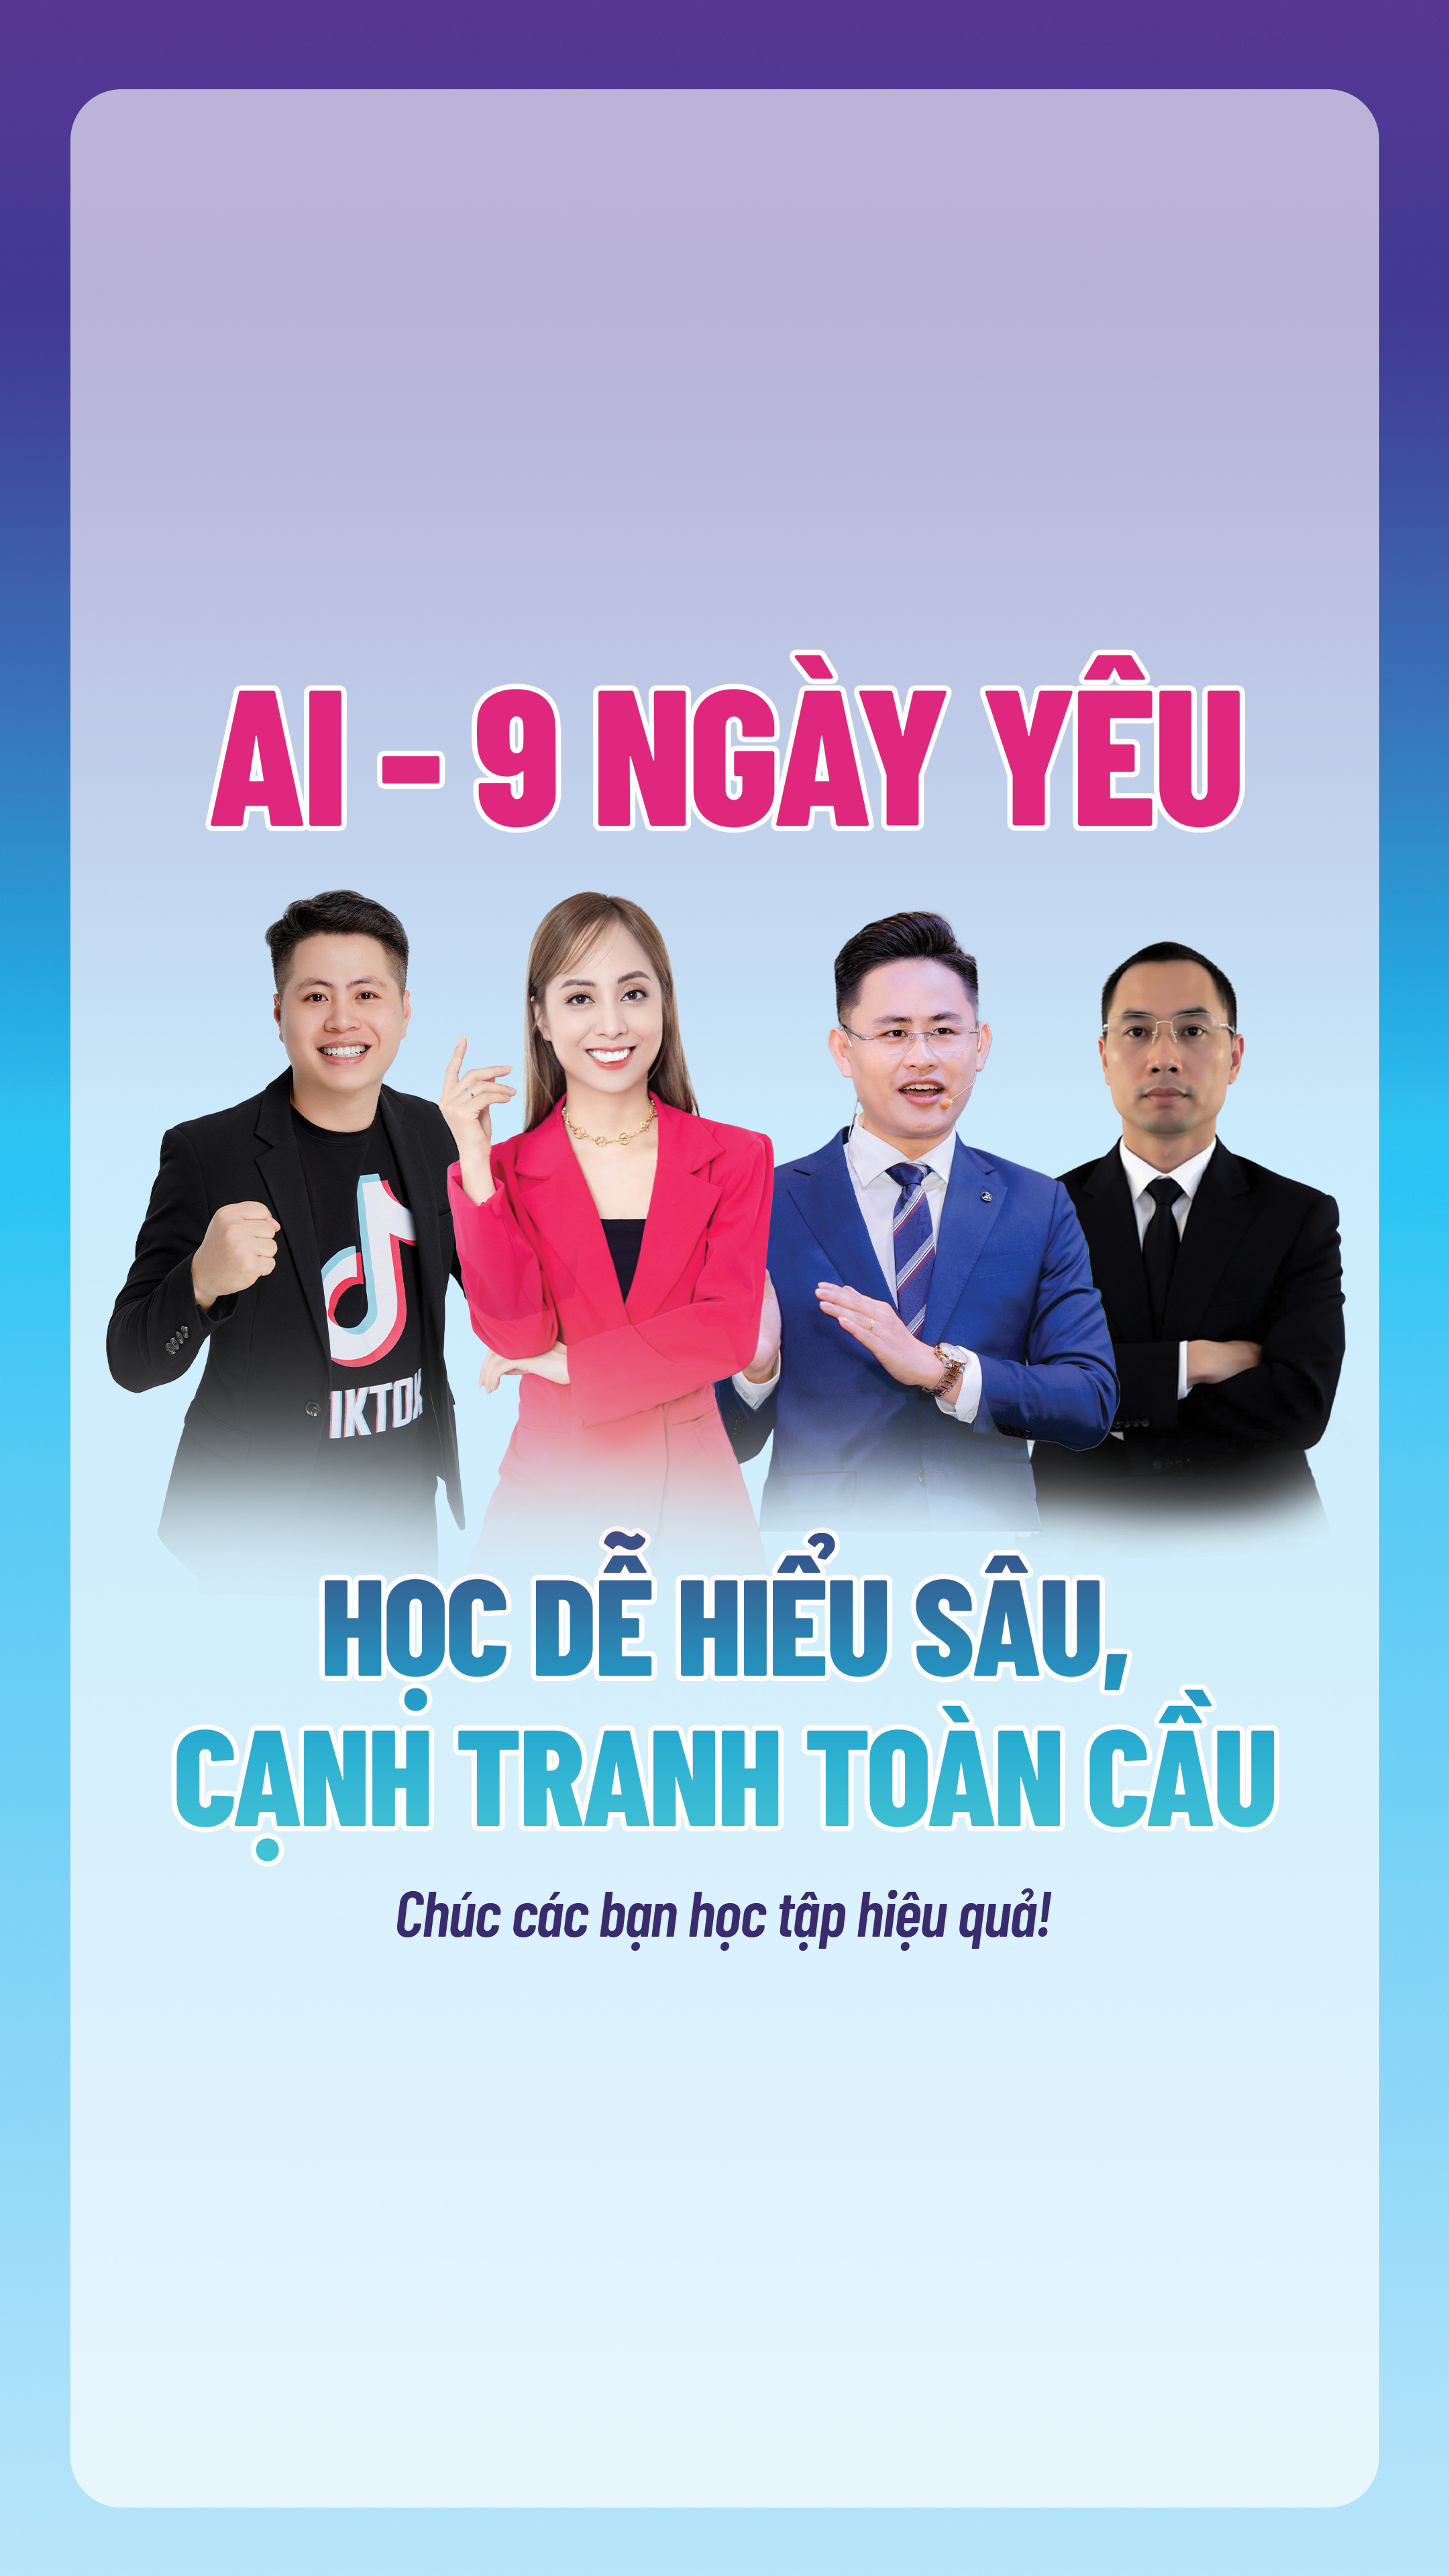 AI - 9 NGÀY YÊU
IKTOK
HỌC DỄ HIỂU SÂU,
CẠNH TRANH TOÀN CẦU
Chúc các bạn học tập hiệu quả!